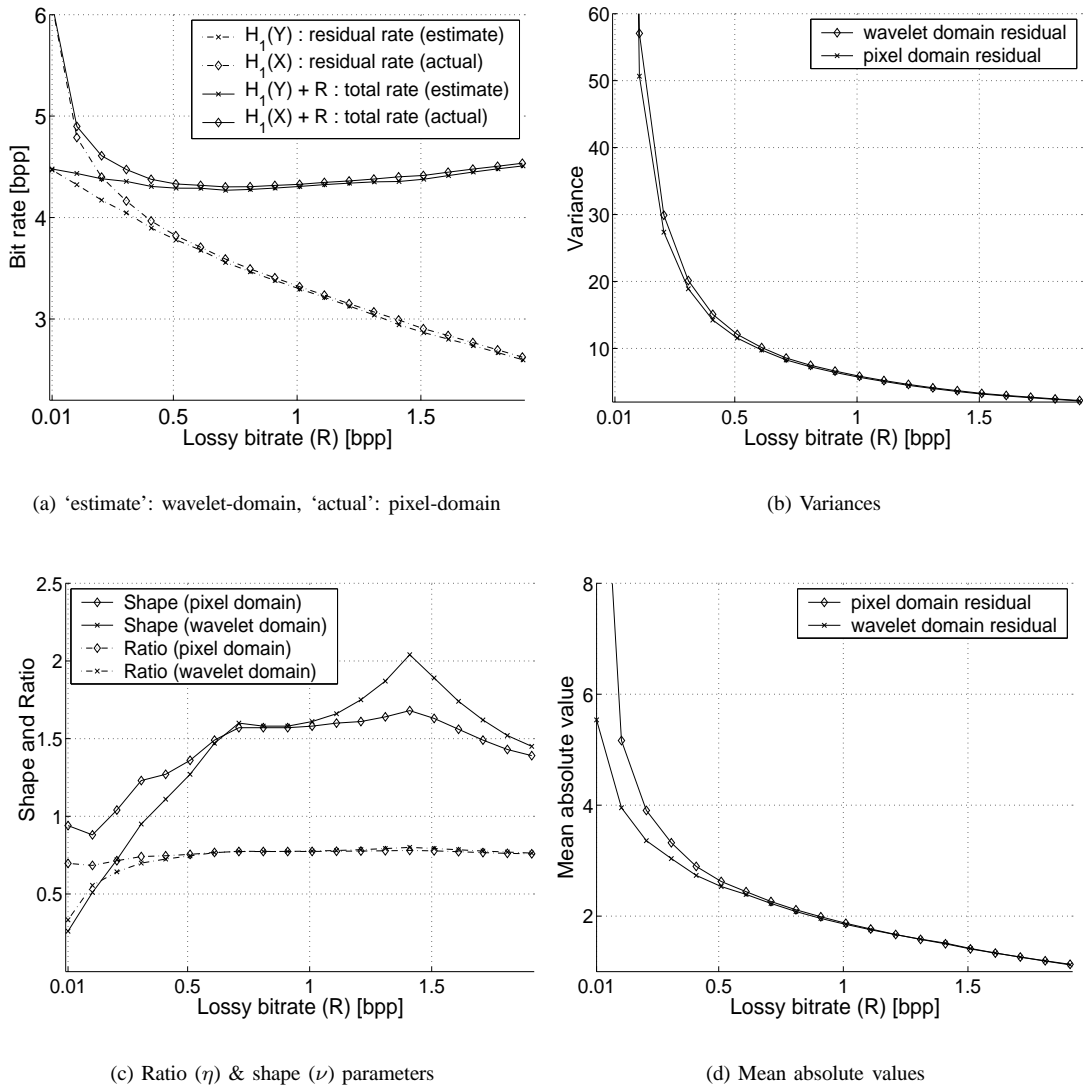 6
5
4
3
Bit rate [bpp]
H1(Y) : residual rate (estimate)
H1(X) : residual rate (actual)
H1(Y) + R : total rate (estimate)
H1(X) + R : total rate (actual)
0.01 0.5 1 1.5
Lossy bitrate (R) [bpp]
(a) ‘estimate’: wavelet-domain, ‘actual’: pixel-domain
60
50
40
30
20
10
Variance
wavelet domain residual
pixel domain residual
0.01 0.5 1 1.5
Lossy bitrate (R) [bpp]
(b) Variances
2.5
2
1.5
1
0.5
Shape and Ratio
Shape (pixel domain)
Shape (wavelet domain)
Ratio (pixel domain)
Ratio (wavelet domain)
0.01 0.5 1 1.5
Lossy bitrate (R) [bpp]
(c) Ratio (η) & shape (ν) parameters
8
6
4
2
Mean absolute value
pixel domain residual
wavelet domain residual
0.01 0.5 1 1.5
Lossy bitrate (R) [bpp]
(d) Mean absolute values